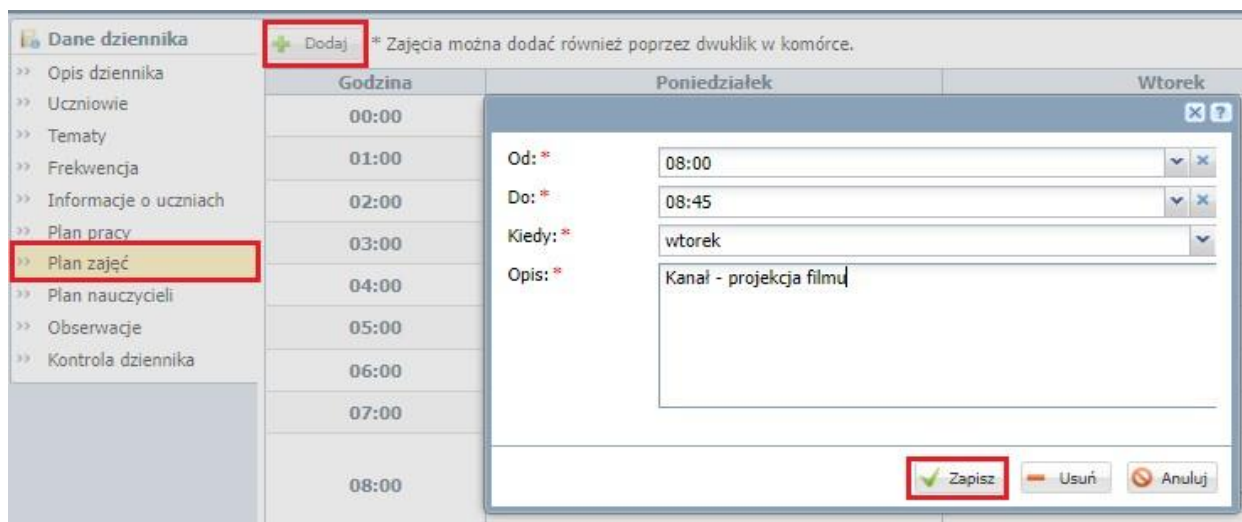 Dane dziennika
Opis dziennika
Uczniowie
Tematy
Frekwencja
Informacje o uczniach
Plan pracy
Plan zajęć
Plan nauczycieli
Obserwacje
Kontrola dziennika
Dodaj * Zajęcia można dodać również poprzez dwuklik w komórce.
Godzina Poniedziałek Wtorek
00:00
01:00
02:00
03:00
04:00
05:00
06:00
07:00
08:00
Od: * 08:00
Do: * 08:45
Kiedy: * wtorek
Opis: * Kanał - projekcja filmu
Zapisz Usuń Anuluj